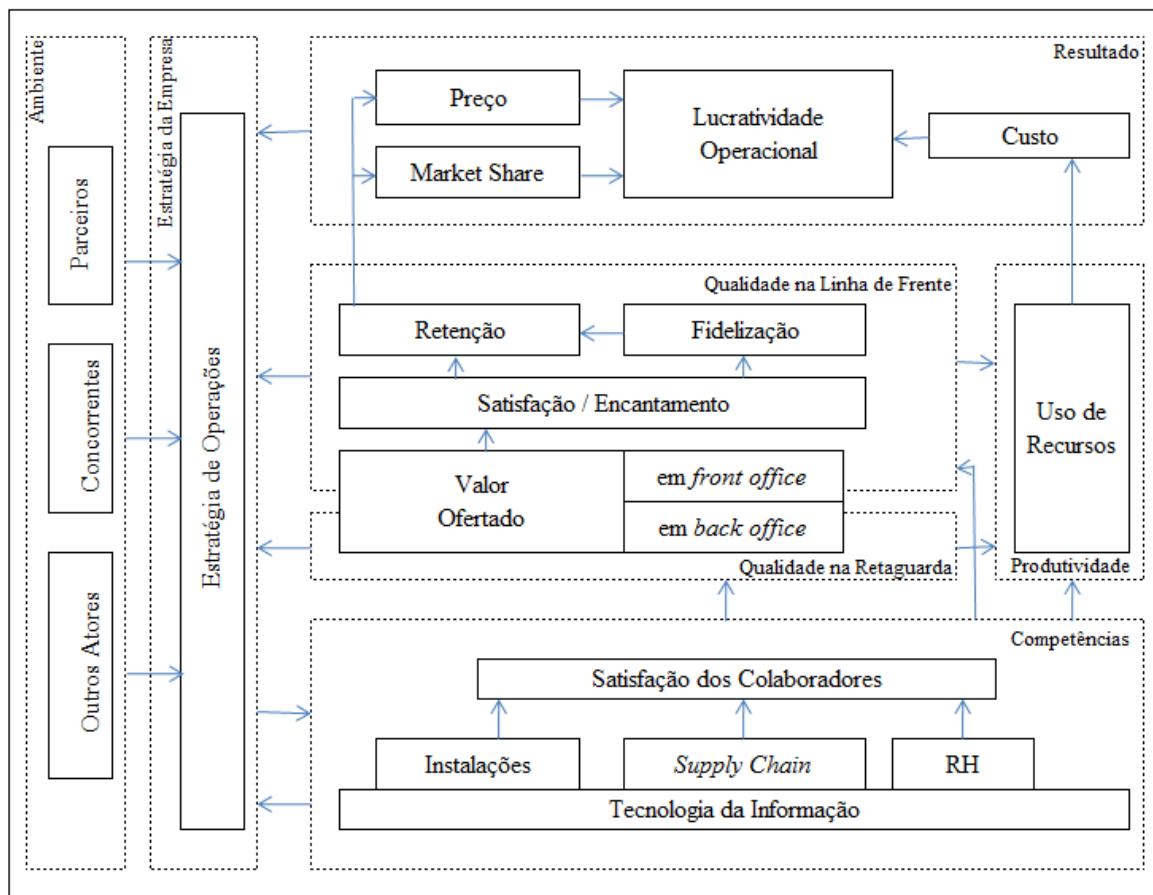 Ambiente
Parceiros
Concorrentes
Outros Atores
Estratégia da Empresa
Estratégia de Operações
Resultado
Preço
Market Share
Lucratividade
Operacional
Custo
Qualidade na Linha de Frente
Retenção
Fidelização
Satisfação / Encantamento
Valor
Ofertado
em front office
em back office
Qualidade na Retaguarda
Uso de
Recursos
Produtividade
Competências
Satisfação dos Colaboradores
Instalações
Supply Chain
RH
Tecnologia da Informação